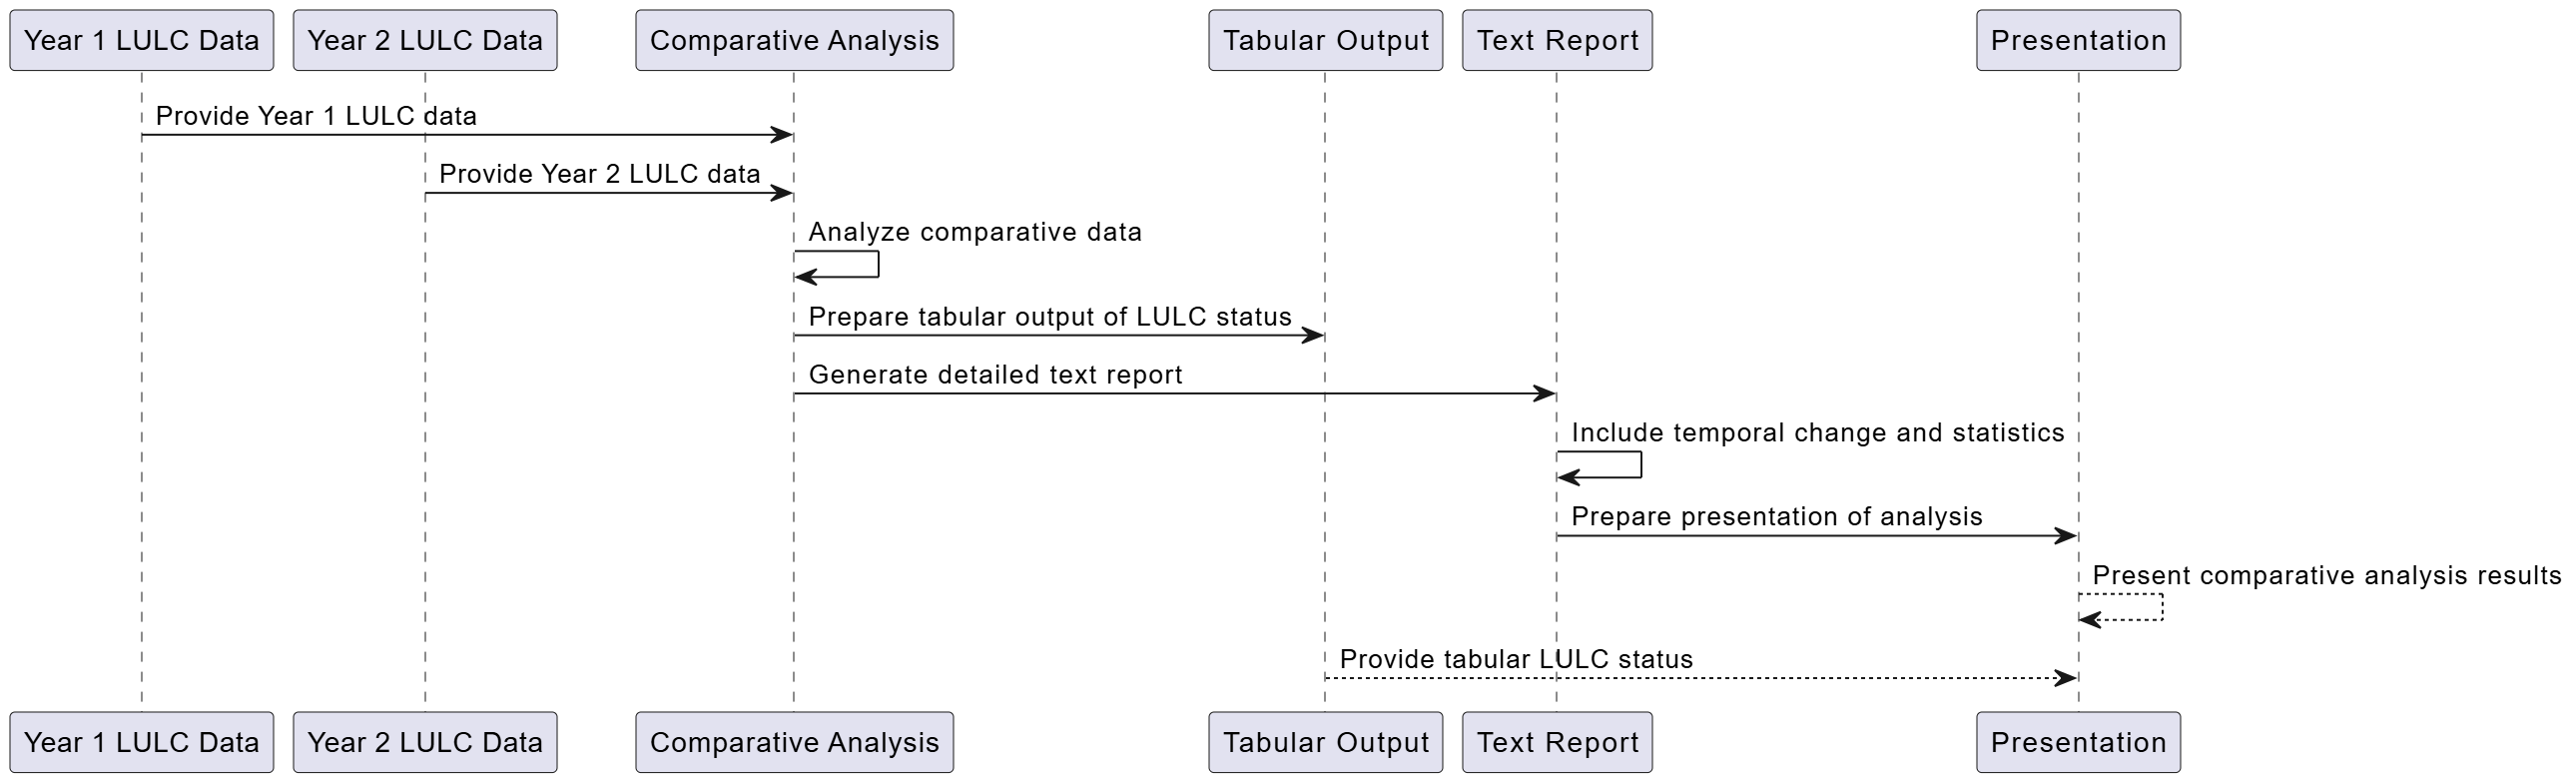 Year 1 LULC Data
Year 2 LULC Data
Comparative Analysis
Tabular Output
Text Report
Presentation
Provide Year 1 LULC data
Provide Year 2 LULC data
Analyze comparative data
Prepare tabular output of LULC status
Generate detailed text report
Include temporal change and statistics
Prepare presentation of analysis
Present comparative analysis results
Provide tabular LULC status
Year 1 LULC Data
Year 2 LULC Data
Comparative Analysis
Tabular Output
Text Report
Presentation